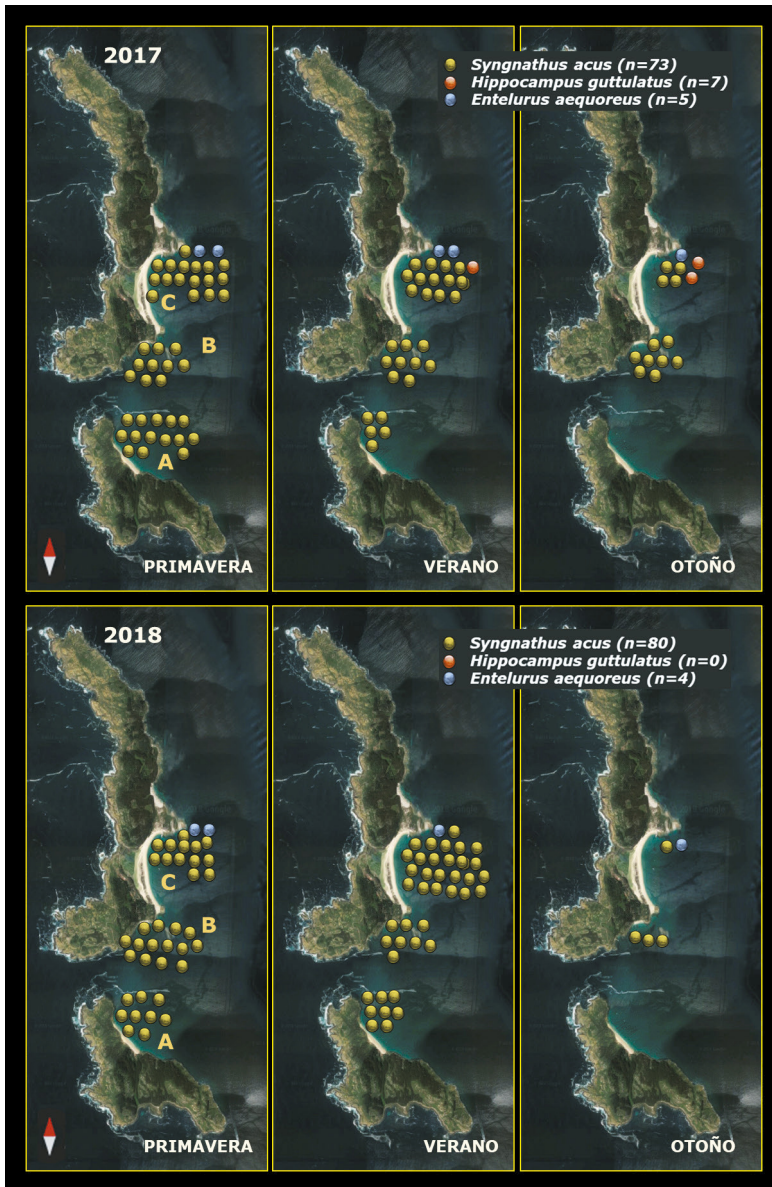 2017
Syngnathus acus (n=73)
Hippocampus guttulatus (n=7)
Entelurus aequoreus (n=5)
C
B
A
PRIMAVERA
VERANO
OTOÑO
2018
Syngnathus acus (n=80)
Hippocampus guttulatus (n=0)
Entelurus aequoreus (n=4)
C
B
A
PRIMAVERA
VERANO
OTOÑO